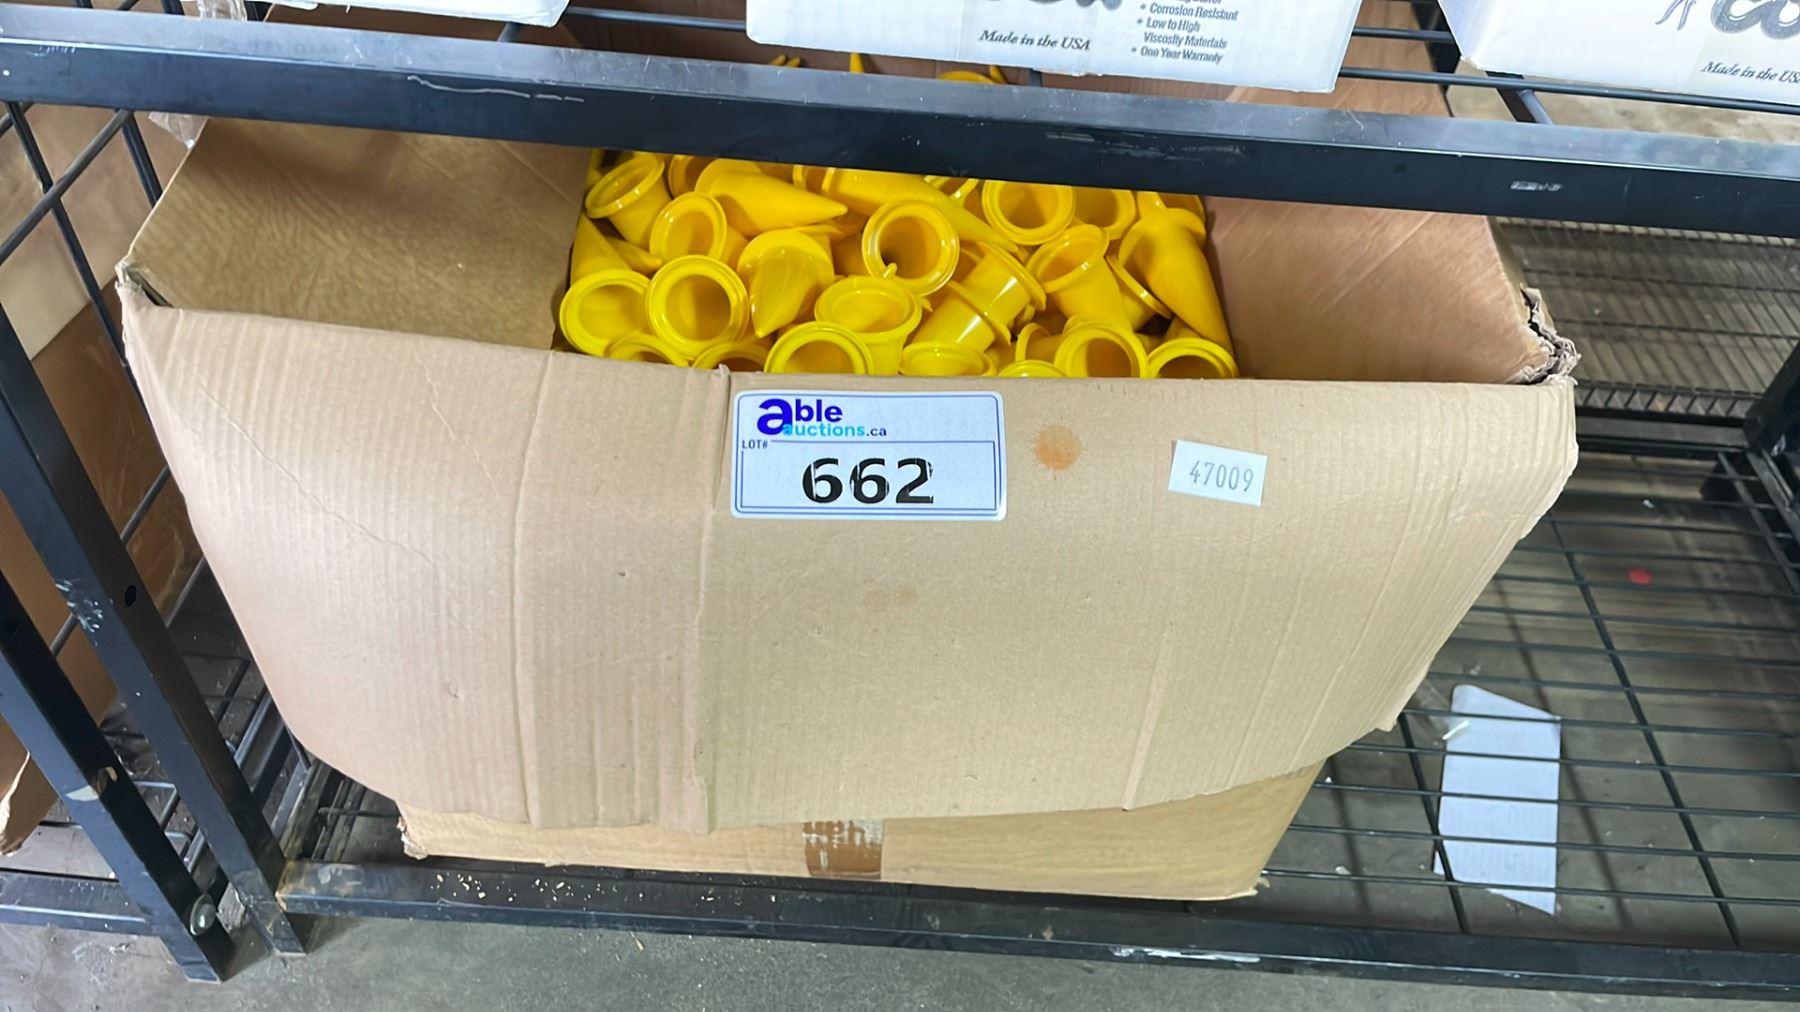 • Corrosion Resistant
• Low to High
Viscosity Materials
• One Year Warranty
Made in the USA
Made in the
able
auctions.ca
LOT#
662
47009